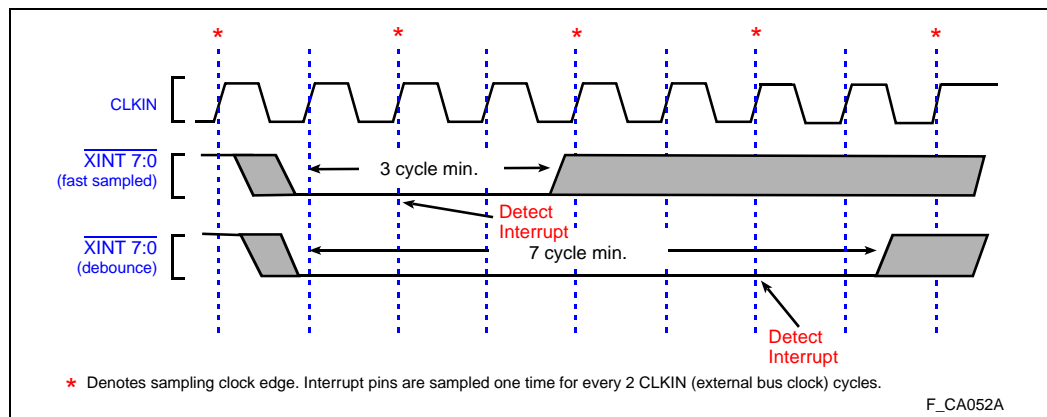 * * * * *
CLKIN
XINT 7:0
(fast sampled)
3 cycle min.
Detect
Interrupt
XINT 7:0
(debounce)
7 cycle min.
Detect
Interrupt
* Denotes sampling clock edge. Interrupt pins are sampled one time for every 2 CLKIN (external bus clock) cycles.
F_CA052A